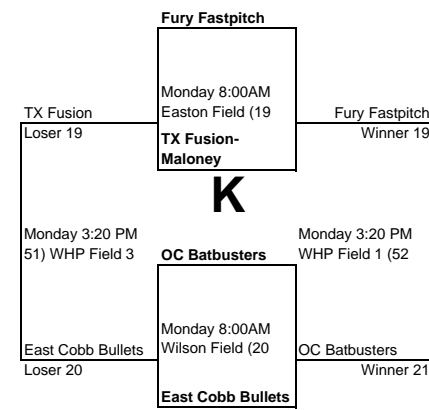 Fury Fastpitch
Monday 8:00AM
Easton Field (19
TX Fusion
Loser 19
Fury Fastpitch
Winner 19
TX Fusion-
Maloney
K
Monday 3:20 PM
51) WHP Field 3
Monday 3:20 PM
WHP Field 1 (52
OC Batbusters
Monday 8:00AM
Wilson Field (20
East Cobb Bullets
Loser 20
OC Batbusters
Winner 21
East Cobb Bullets